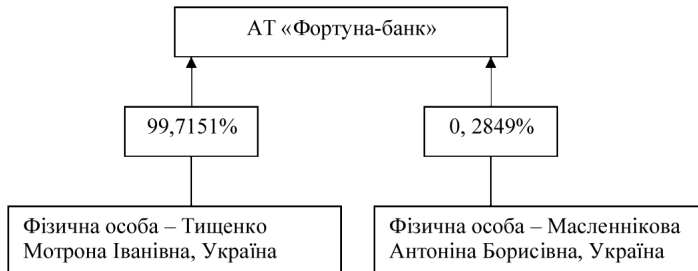 АТ «Фортуна-банк»
99,7151%
0, 2849%
Фізична особа – Тищенко
Мотрона Іванівна, Україна
Фізична особа – Масленнікова
Антоніна Борисівна, Україна